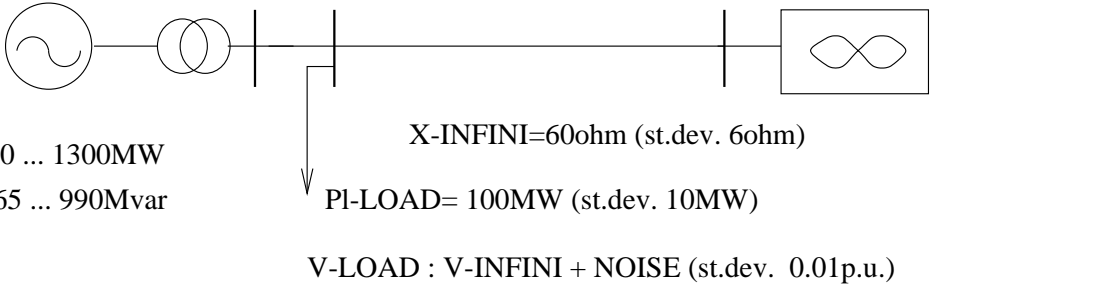 X-INFINI=60ohm (st.dev. 6ohm)
0 ... 1300MW
65 ... 990Mvar
Pl-LOAD= 100MW (st.dev. 10MW)
V-LOAD : V-INFINI + NOISE (st.dev. 0.01p.u.)